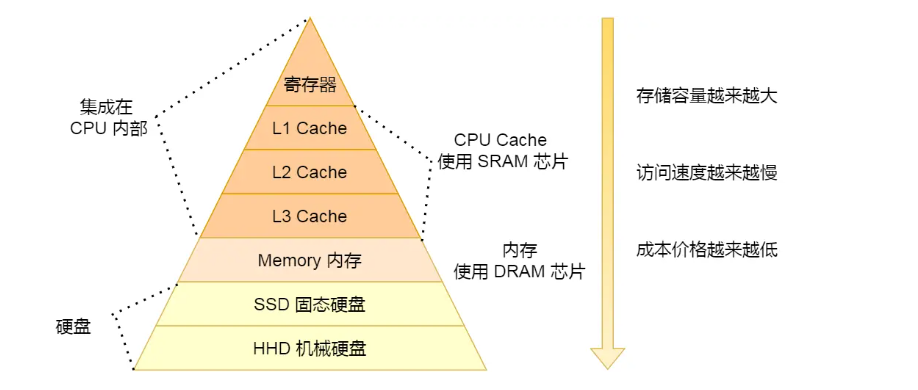 寄存器
L1 Cache
L2 Cache
L3 Cache
Memory 内存
SSD 固态硬盘
HHD 机械硬盘
集成在
CPU 内部
硬盘
CPU Cache
使用 SRAM 芯片
内存
使用 DRAM 芯片
存储容量越来越大
访问速度越来越慢
成本价格越来越低